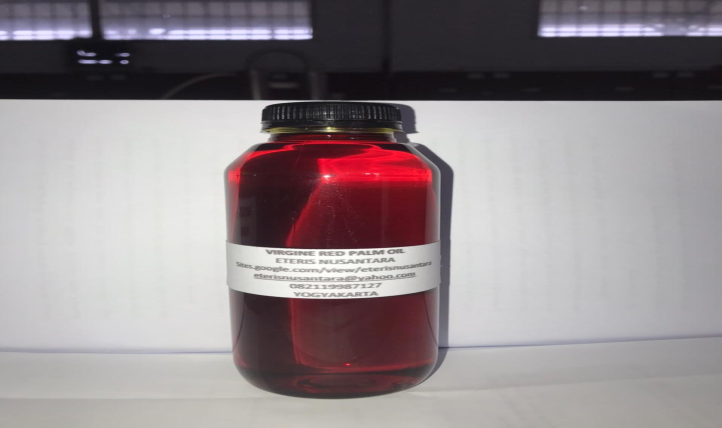 VIRGINE RED PALM OIL
ETERIS NUSANTARA
Sites.google.com/view/eterisnusantara
eterisnusantara@yahoo.com
082119987127
YOGYAKARTA